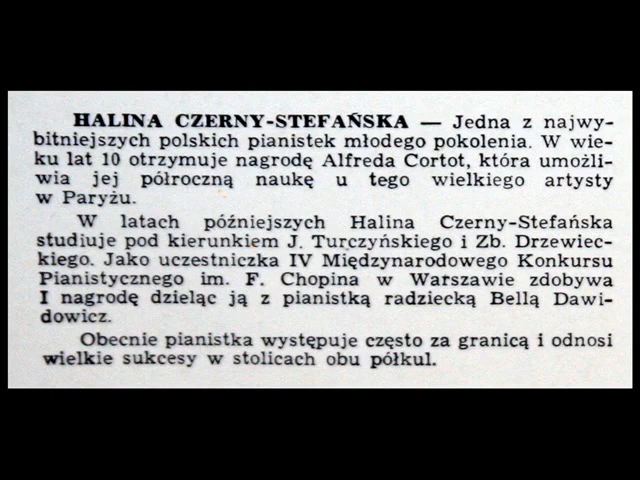 HALINA CZERNY-STEFAŃSKA — Jedna z najwy-
bitniejszych polskich pianistek młodego pokolenia. W wie-
ku lat 10 otrzymuje nagrodę Alfreda Cortot, która umożli-
wia jej półroczną naukę u tego wielkiego artysty
w Paryżu.
W latach późniejszych Halina Czerny-Stefańska
studiuje pod kierunkiem J. Turczyńskiego i Zb. Drzewiec-
kiego. Jako uczestniczka IV Międzynarodowego Konkursu
Pianistycznego im. F. Chopina w Warszawie zdobywa
I nagrodę dzieląc ją z pianistką radziecką Bellą Dawi-
dowicz.
Obecnie pianistka występuje często za granicą i odnosi
wielkie sukcesy w stolicach obu półkul.